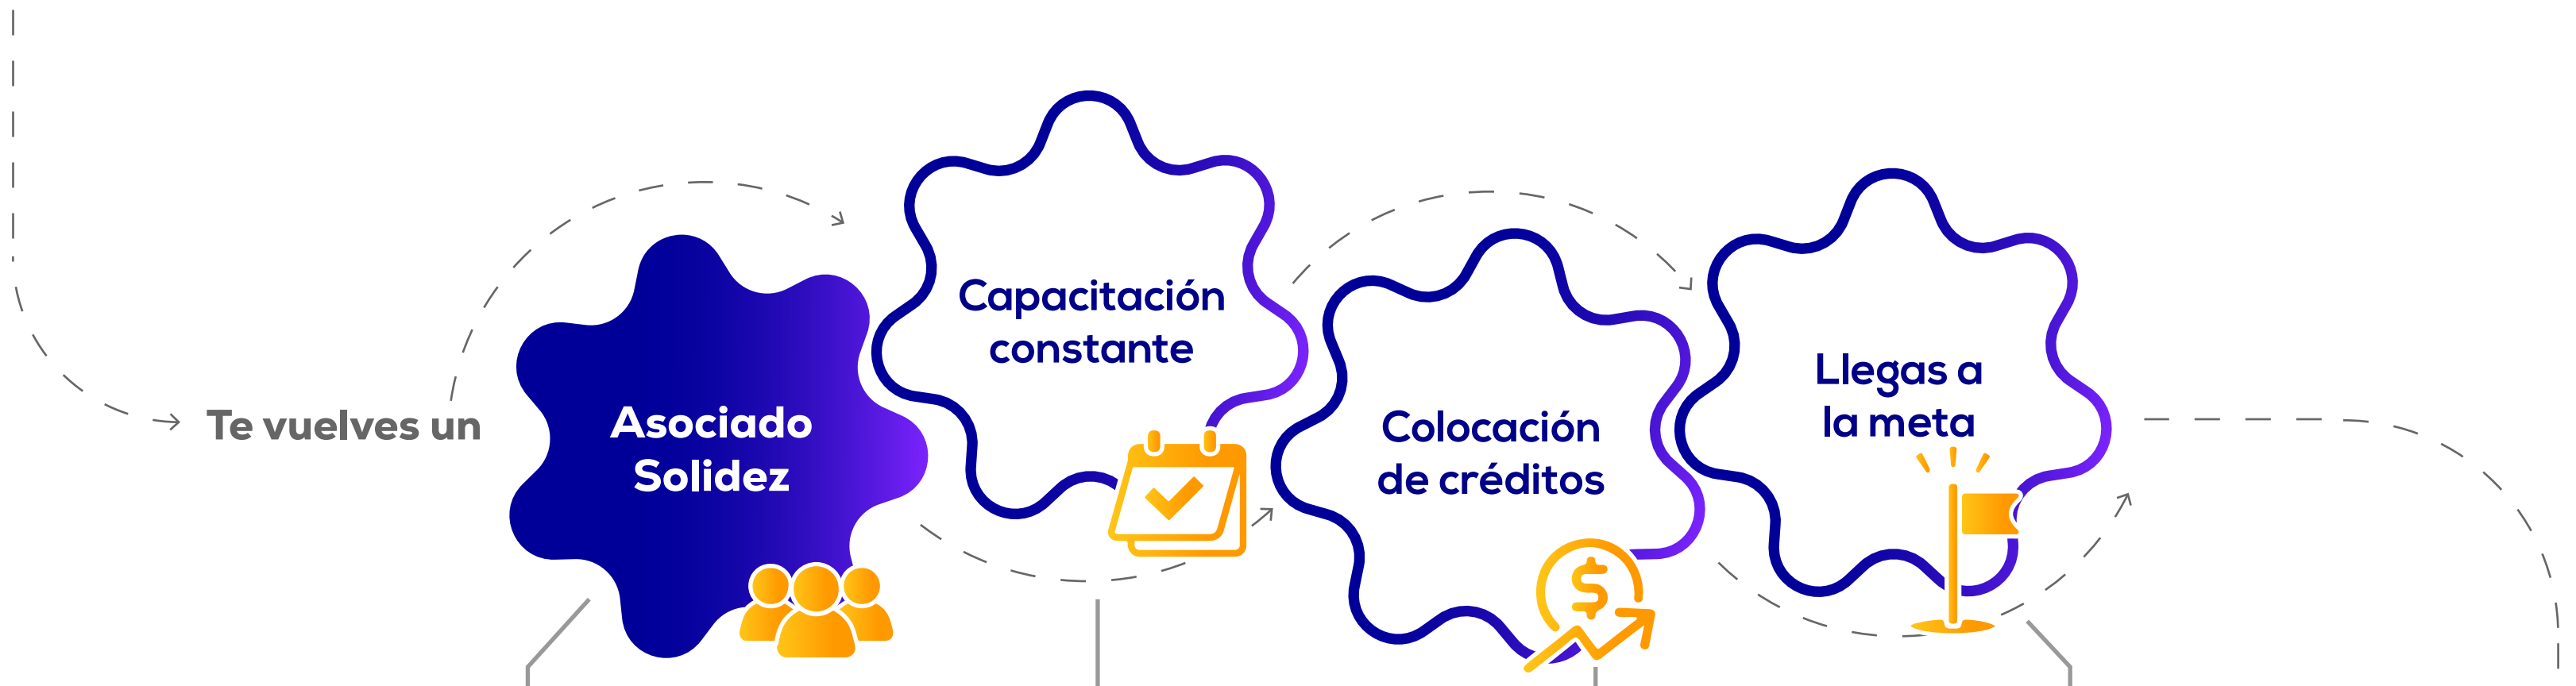 Te vuelves un
Asociado
Solidez
Capacitación
constante
Colocación
de créditos
Llegas a
la meta